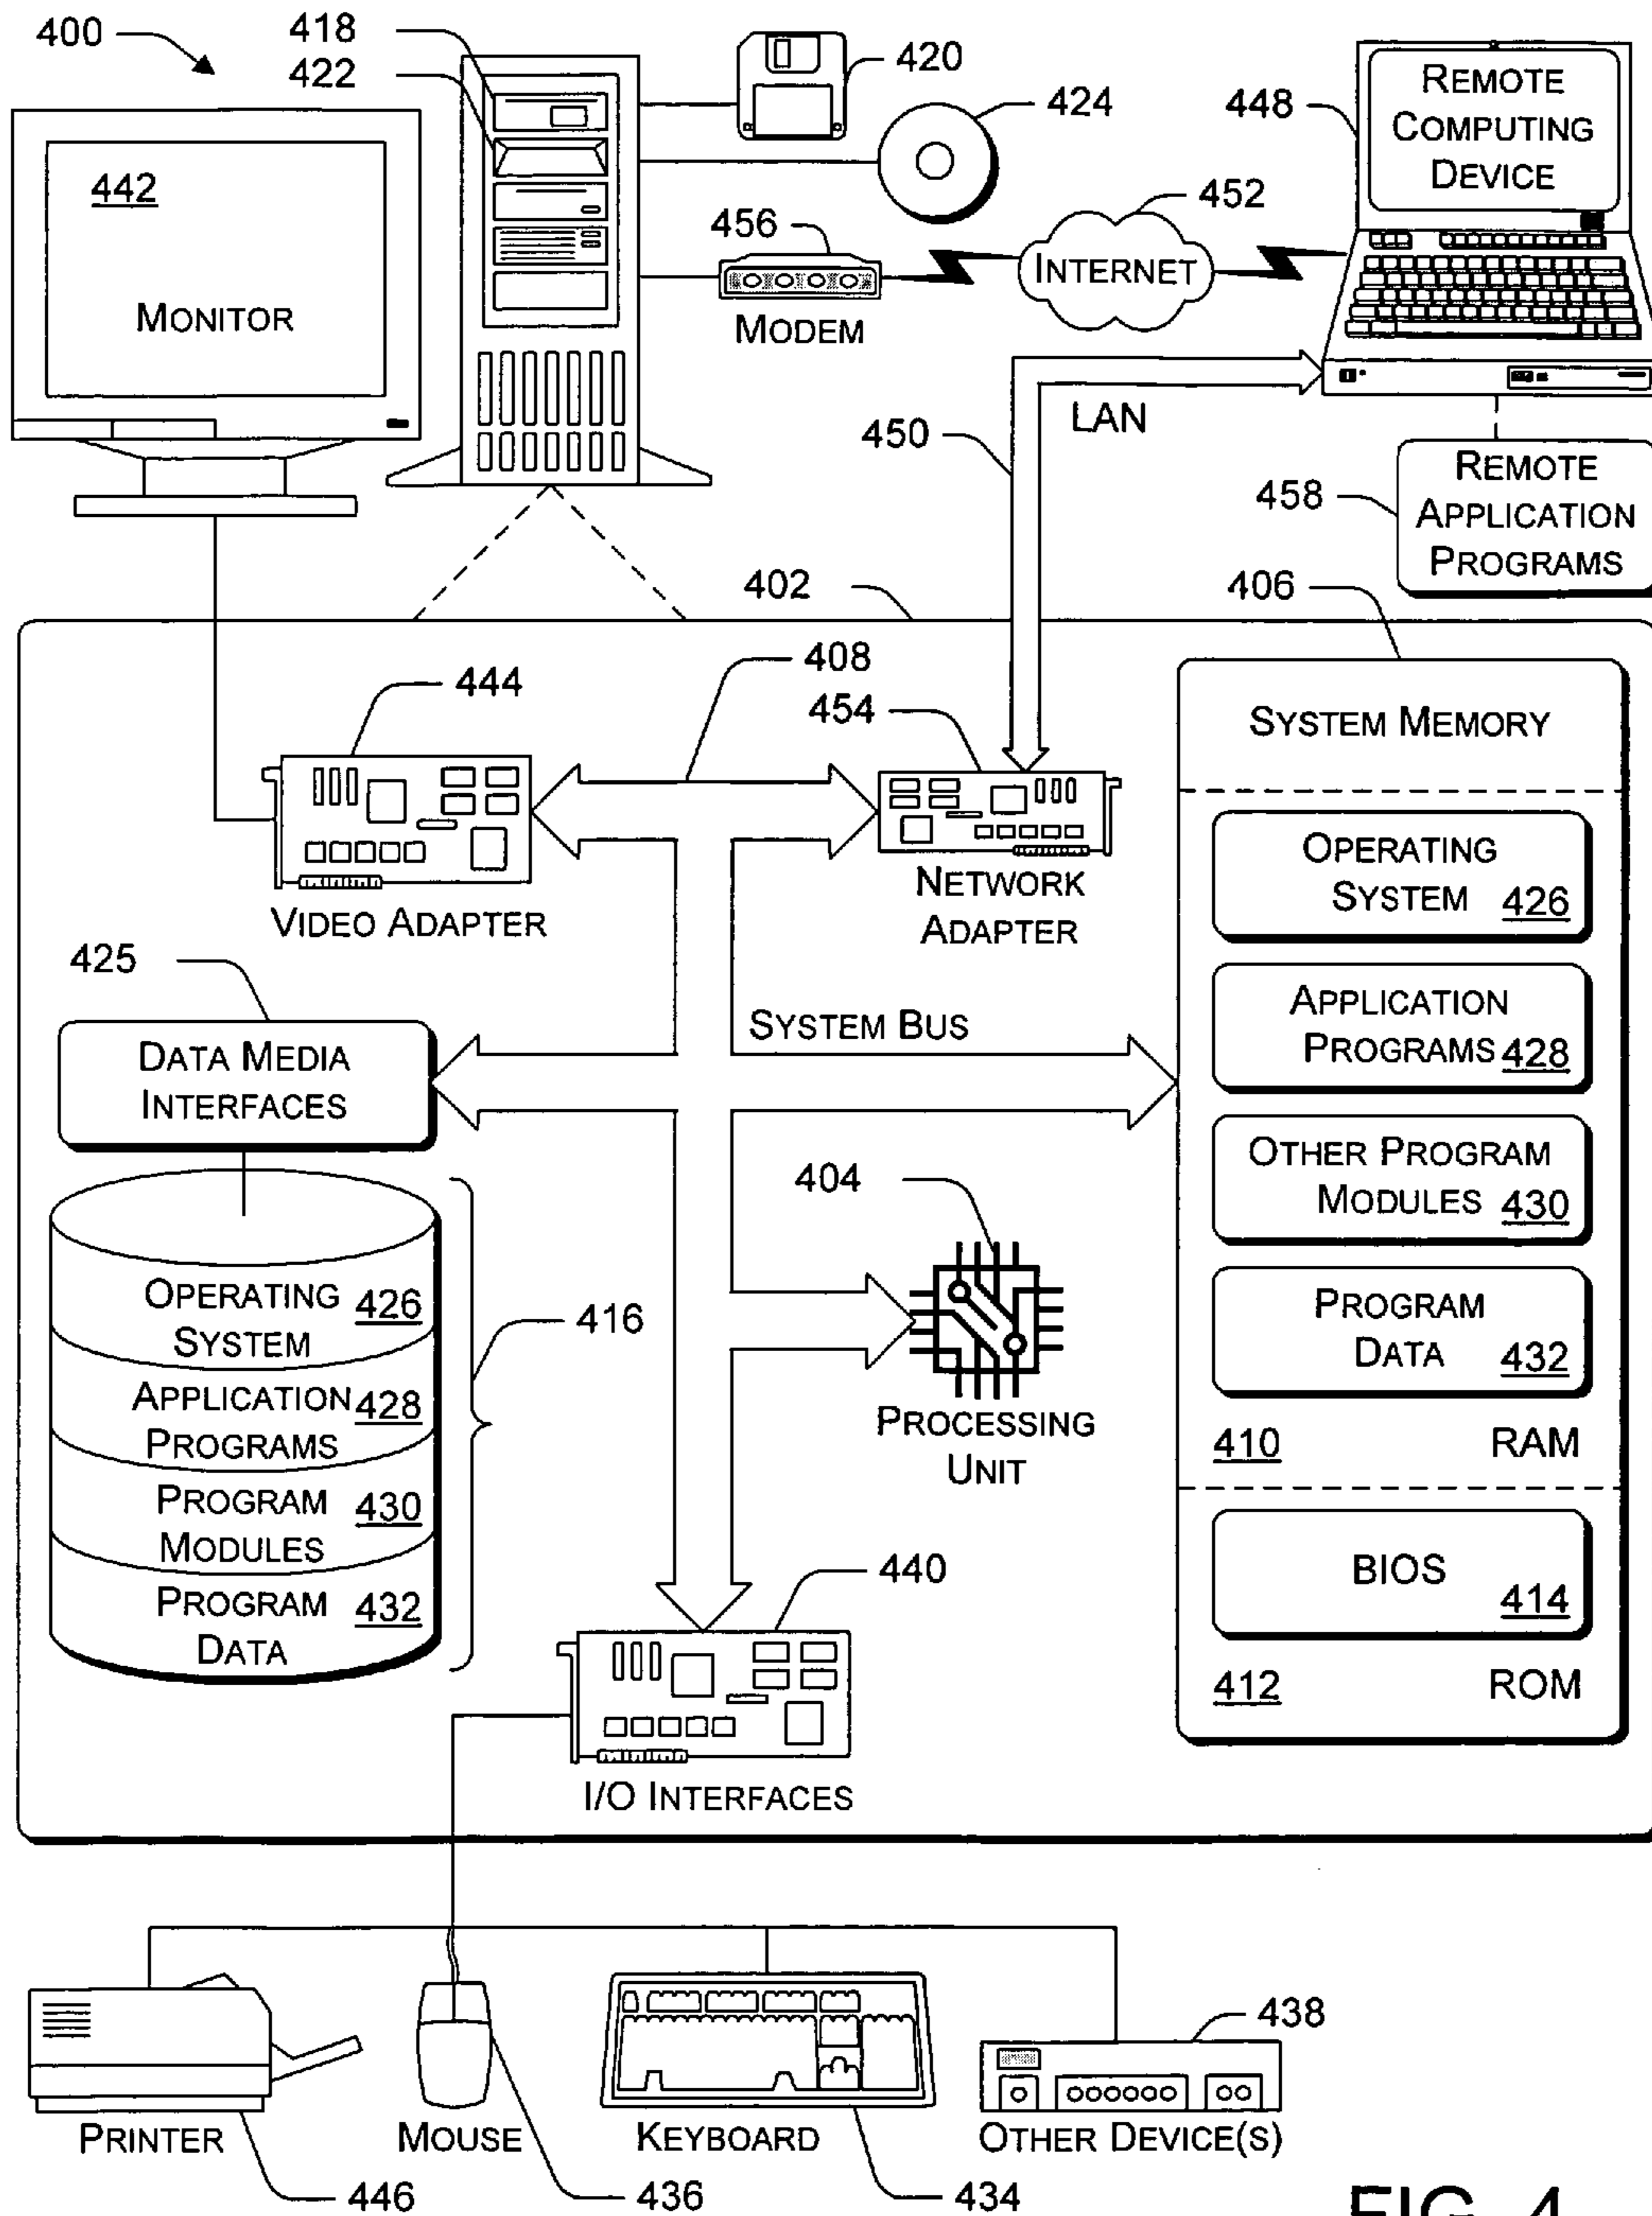 400
418
422
420
424
448
REMOTE
COMPUTING
DEVICE
442
MONITOR
456
MODEM
452
INTERNET
450
LAN
458
REMOTE
APPLICATION
PROGRAMS
402
406
408
444
454
VIDEO ADAPTER
NETWORK
ADAPTER
SYSTEM MEMORY
OPERATING
SYSTEM 426
APPLICATION
PROGRAMS 428
OTHER PROGRAM
MODULES 430
PROGRAM
DATA 432
410 RAM
BIOS
414
412 ROM
425
DATA MEDIA
INTERFACES
SYSTEM BUS
404
PROCESSING
UNIT
416
OPERATING 426
SYSTEM
APPLICATION 428
PROGRAMS
PROGRAM 430
MODULES
PROGRAM 432
DATA
440
I/O INTERFACES
438
PRINTER
MOUSE
KEYBOARD
OTHER DEVICE(S)
446
436
434
FIG. 4